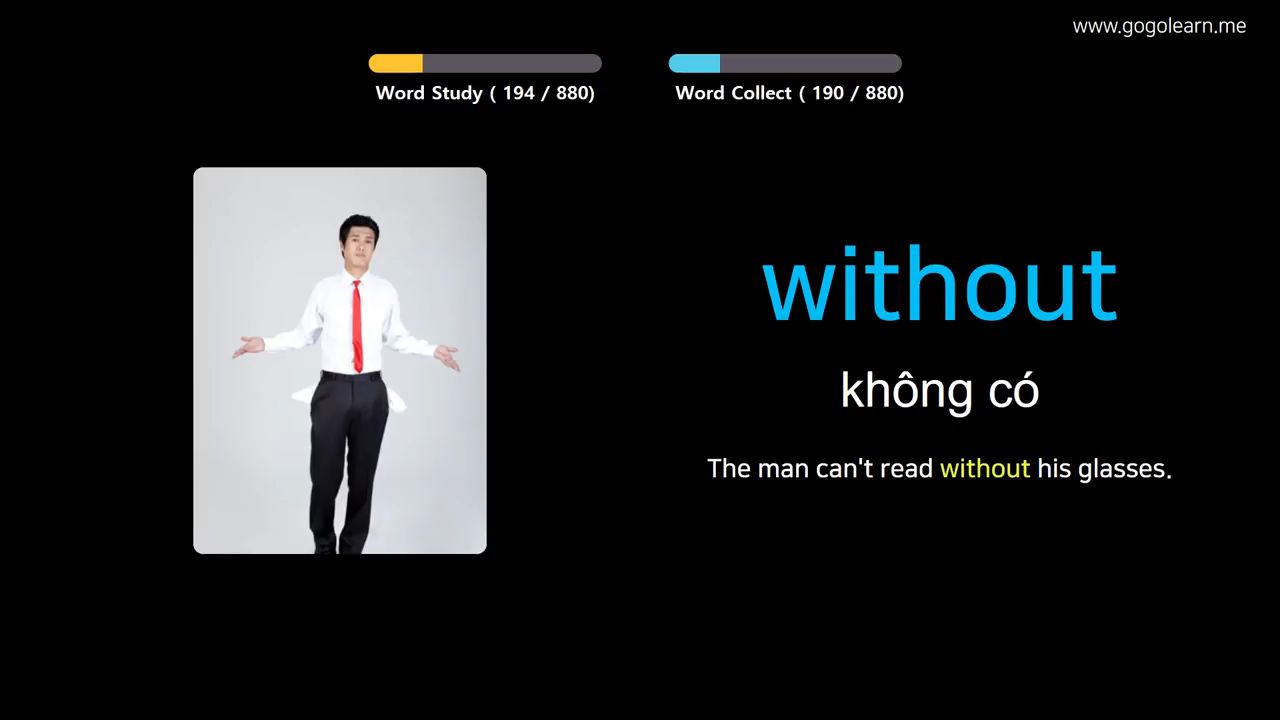 www.gogolearn.me
Word Study ( 194 / 880)
Word Collect ( 190 / 880)
without
không có
The man can't read without his glasses.